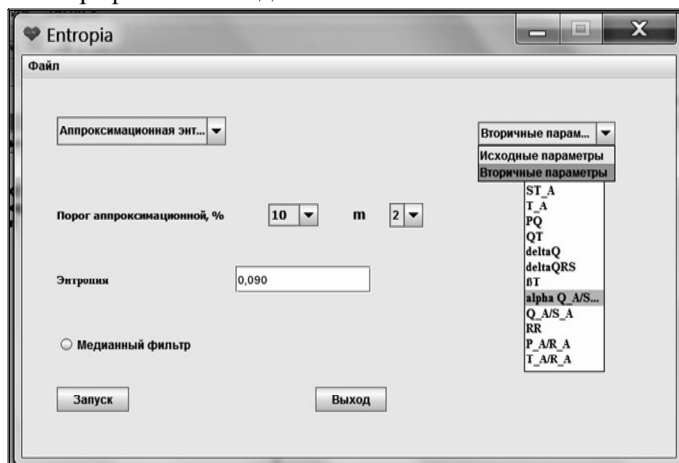 Entropia
Файл
Аппроксимационная энт...
Вторичные парам...
Исходные параметры
Вторичные параметры
ST_A
T_A
PQ
QT
deltaQ
deltaQRS
ßT
alpha Q_A/S...
Q_A/S_A
RR
P_A/R_A
T_A/R_A
Порог аппроксимационной, %
10
m
2
Энтропия
0,090
Медианный фильтр
Запуск
Выход